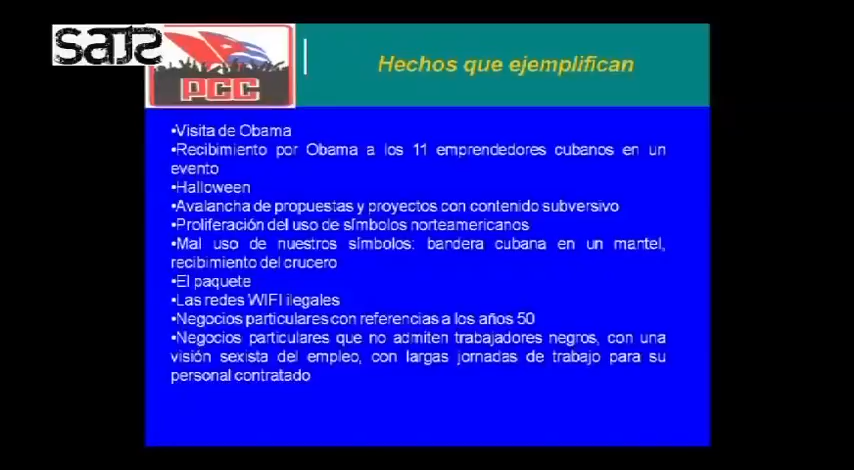 SATS
PCC
Hechos que ejemplifican
•Visita de Obama
•Recibimiento por Obama a los 11 emprendedores cubanos en un
evento
•Halloween
•Avalancha de propuestas y proyectos con contenido subversivo
•Proliferación del uso de símbolos norteamericanos
•Mal uso de nuestros símbolos: bandera cubana en un mantel,
recibimiento del crucero
•El paquete
•Las redes WIFI ilegales
•Negocios particulares con referencias a los años 50
•Negocios particulares que no admiten trabajadores negros, con una
visión sexista del empleo, con largas jornadas de trabajo para su
personal contratado